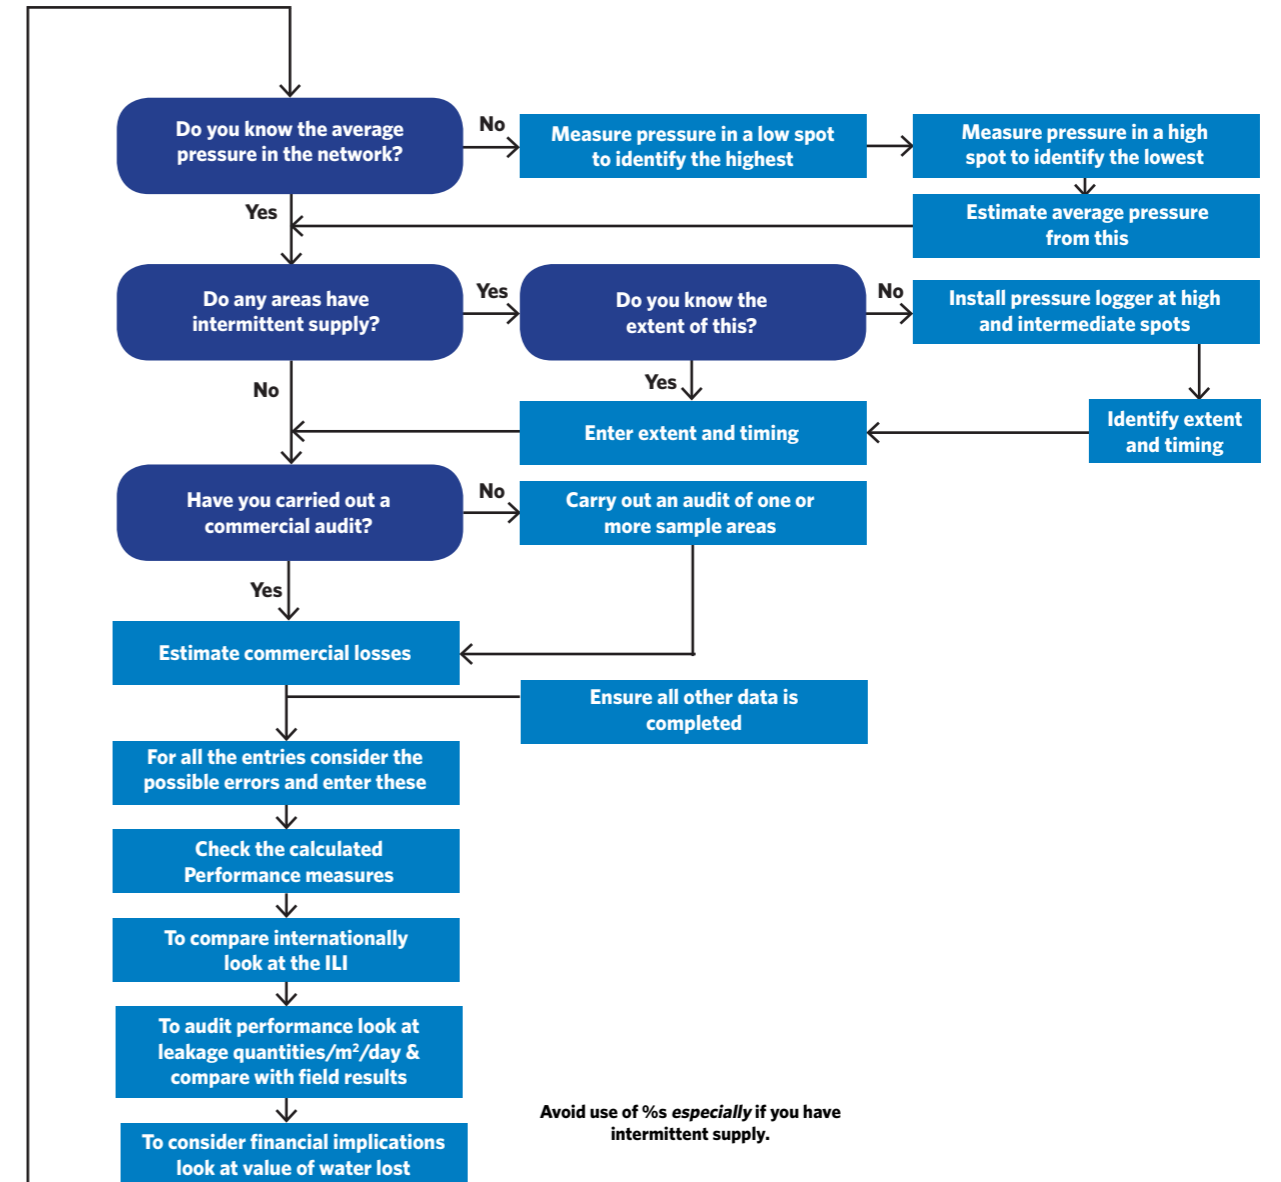 Do you know the average
pressure in the network?
No
Measure pressure in a low spot
to identify the highest
Measure pressure in a high
spot to identify the lowest
Yes
Estimate average pressure
from this
Do any areas have
intermittent supply?
Yes
Do you know the
extent of this?
No
Install pressure logger at high
and intermediate spots
No
Yes
Enter extent and timing
Identify extent
and timing
Have you carried out a
commercial audit?
No
Carry out an audit of one or
more sample areas
Yes
Estimate commercial losses
Ensure all other data is
completed
For all the entries consider the
possible errors and enter these
Check the calculated
Performance measures
To compare internationally
look at the ILI
To audit performance look at
leakage quantities/m²/day &
compare with field results
Avoid use of %s especially if you have
intermittent supply.
To consider financial implications
look at value of water lost